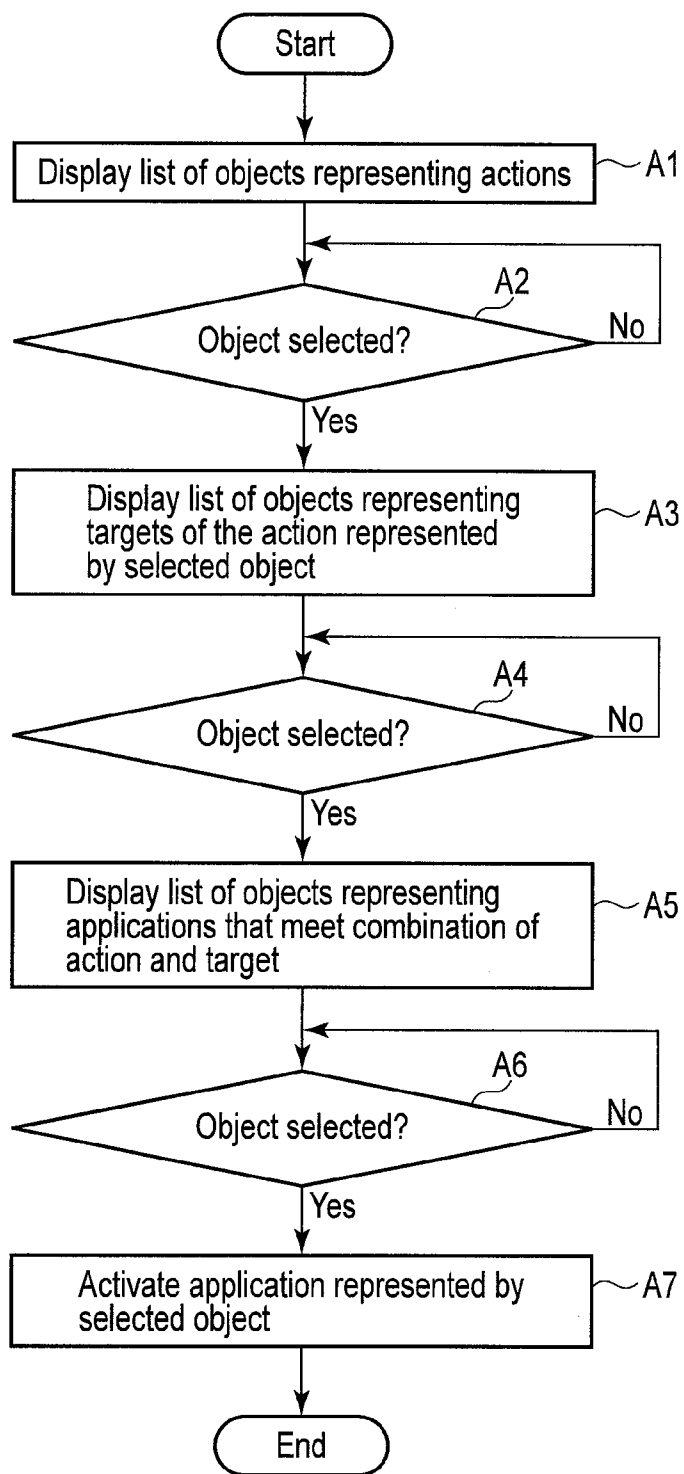 Start
Display list of objects representing actions
A1
A2
Object selected?
No
Yes
Display list of objects representing
targets of the action represented
by selected object
A3
A4
Object selected?
No
Yes
Display list of objects representing
applications that meet combination of
action and target
A5
A6
Object selected?
No
Yes
Activate application represented by
selected object
A7
End